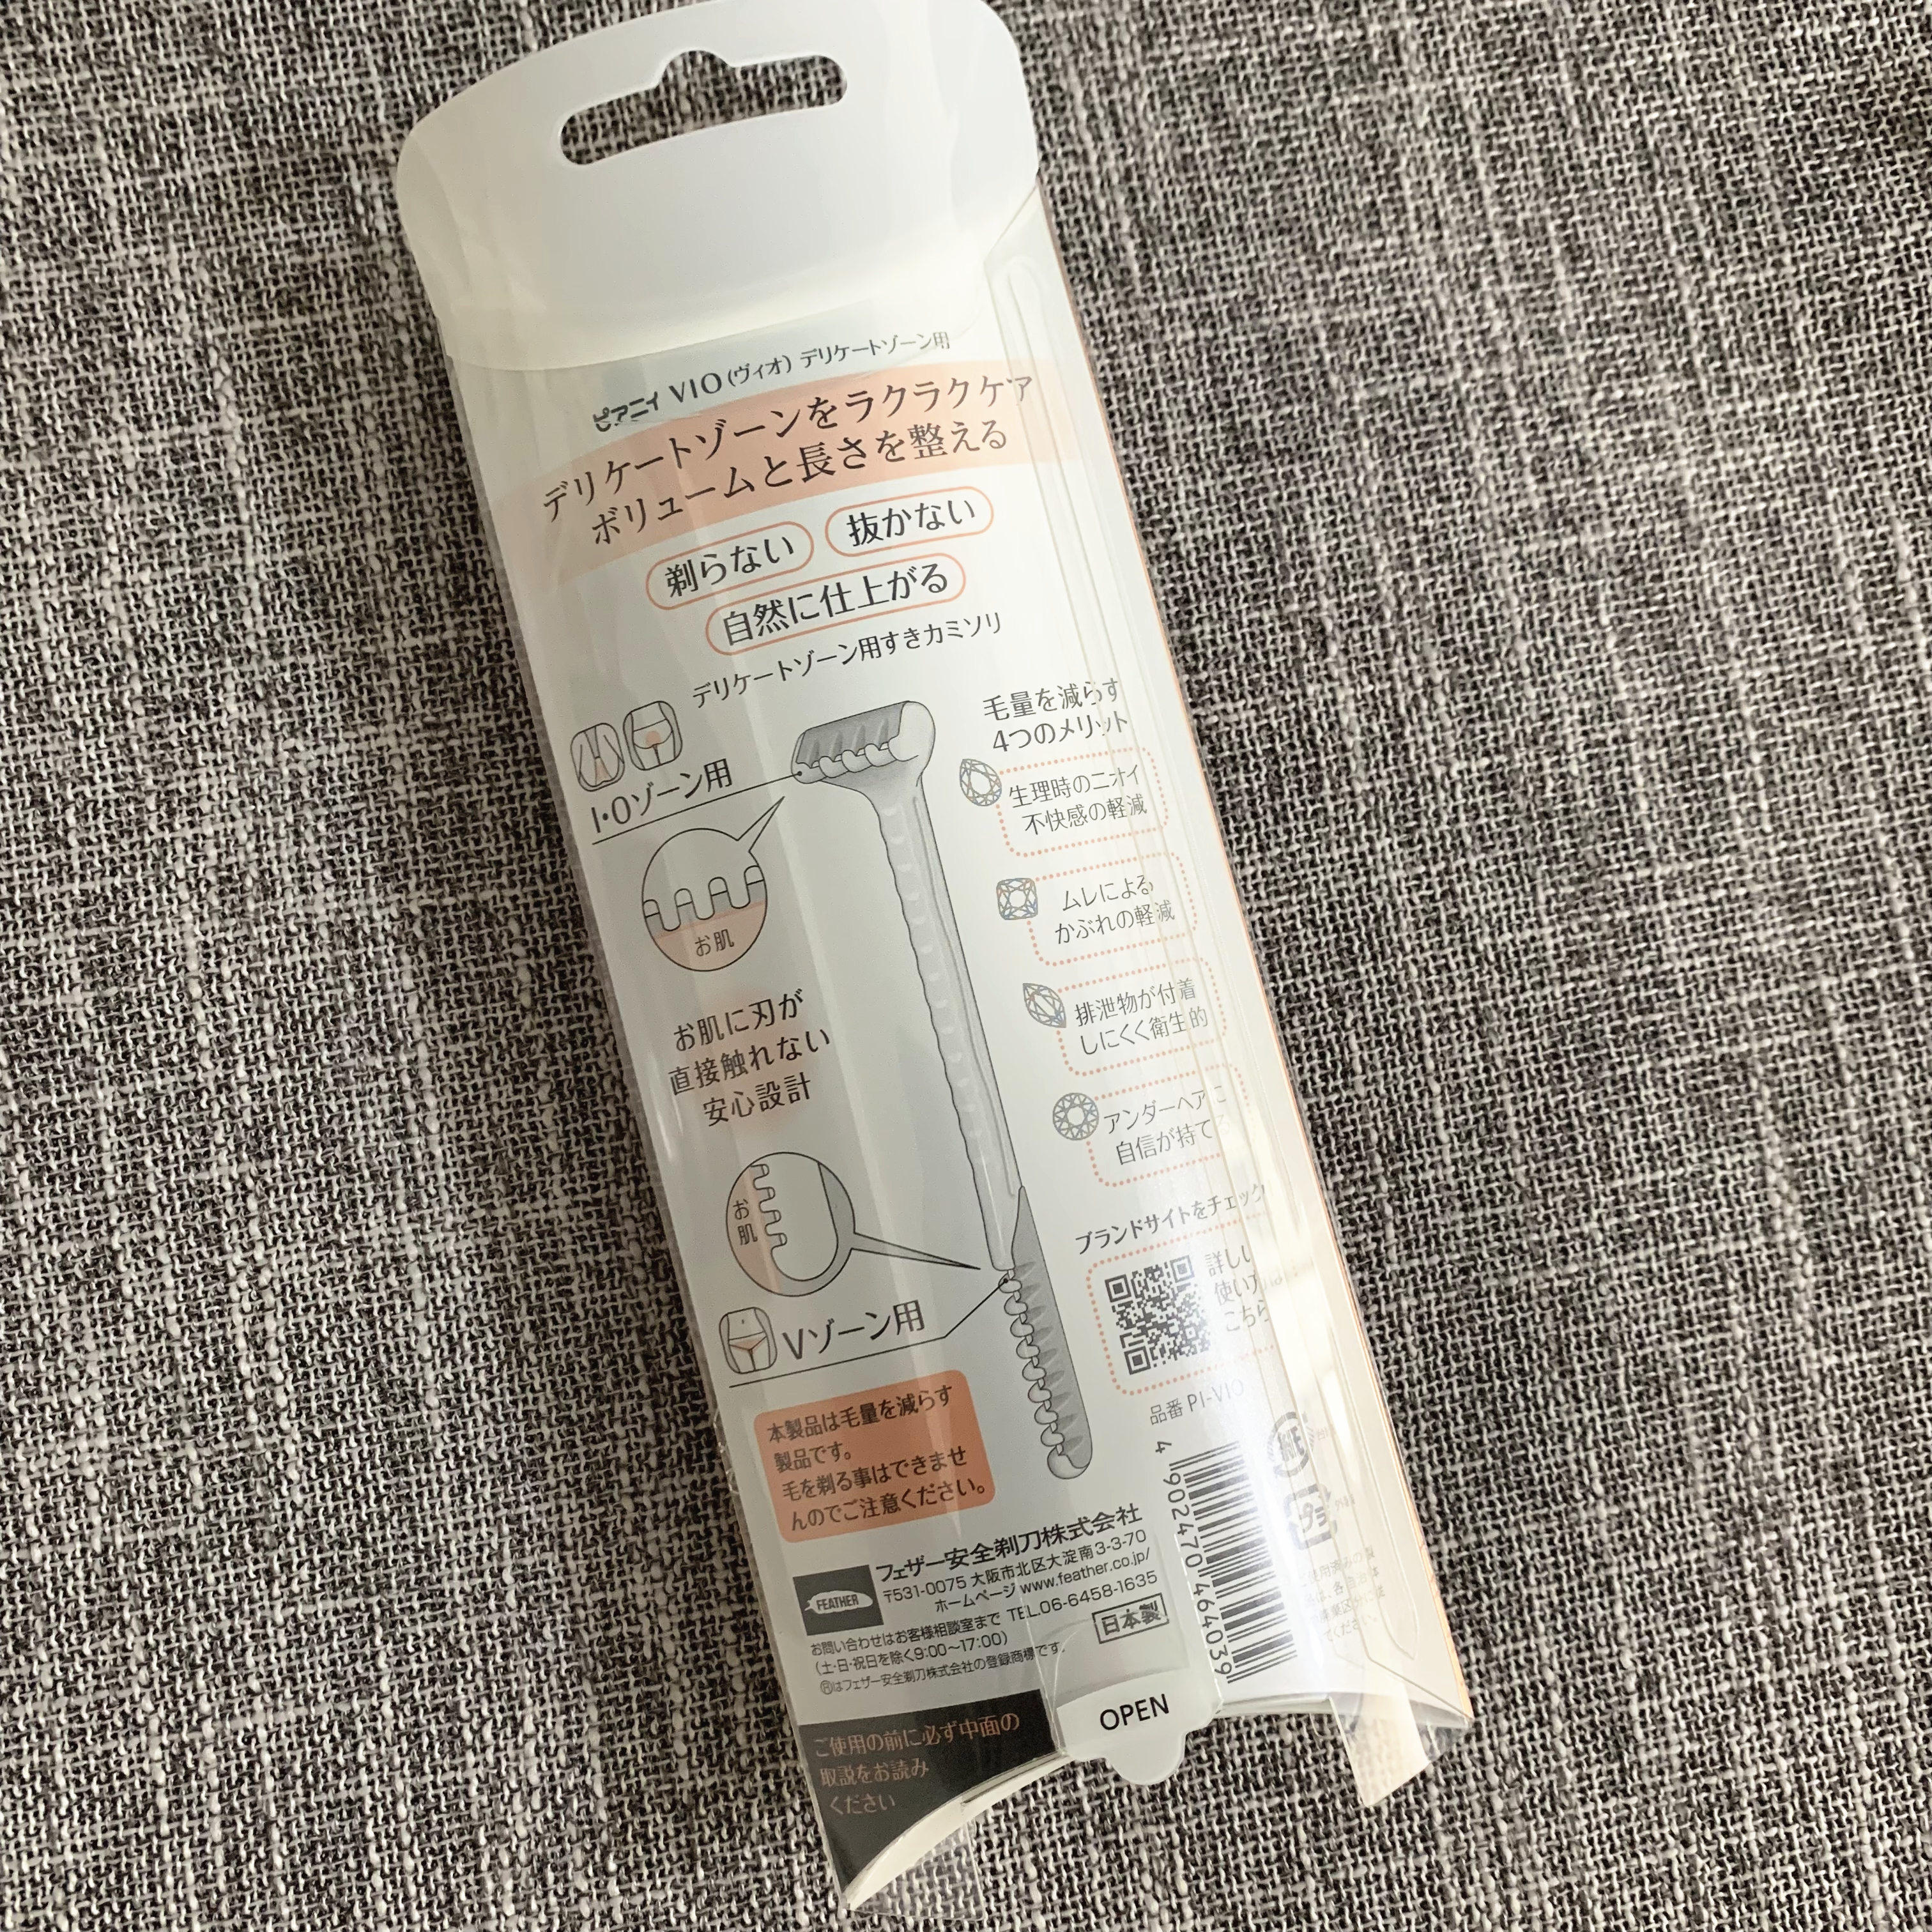 ピアニィ VIO(ヴィオ) デリケートゾーン用
デリケートゾーンをラクラクケア
ボリュームと長さを整える
剃らない 抜かない
自然に仕上がる
デリケートゾーン用すきカミソリ
I・Oゾーン用
お肌
お肌に刃が
直接触れない
安心設計
お肌
Vゾーン用
毛量を減らす
4つのメリット
生理時のニオイ
不快感の軽減
ムレによる
かぶれの軽減
排泄物が付着
しにくく衛生的
アンダーヘアに
自信が持てる
ブランドサイトをチェック
詳しい
使い方は
こちら
品番 PI-VIO
4 902470 464039
紙
プラ
本製品は毛量を減らす
製品です。
毛を剃る事はできませ
んのでご注意ください。
FEATHER
フェザー安全剃刀株式会社
〒531-0075 大阪市北区大淀南3-3-70
ホームページ www.feather.co.jp/
お問い合わせはお客様相談室まで TEL.06-6458-1635
(土・日・祝日を除く9:00〜17:00)
日本製
Ⓡはフェザー安全剃刀株式会社の登録商標です。
OPEN
ご使用の前に必ず中面の
取説をお読み
ください